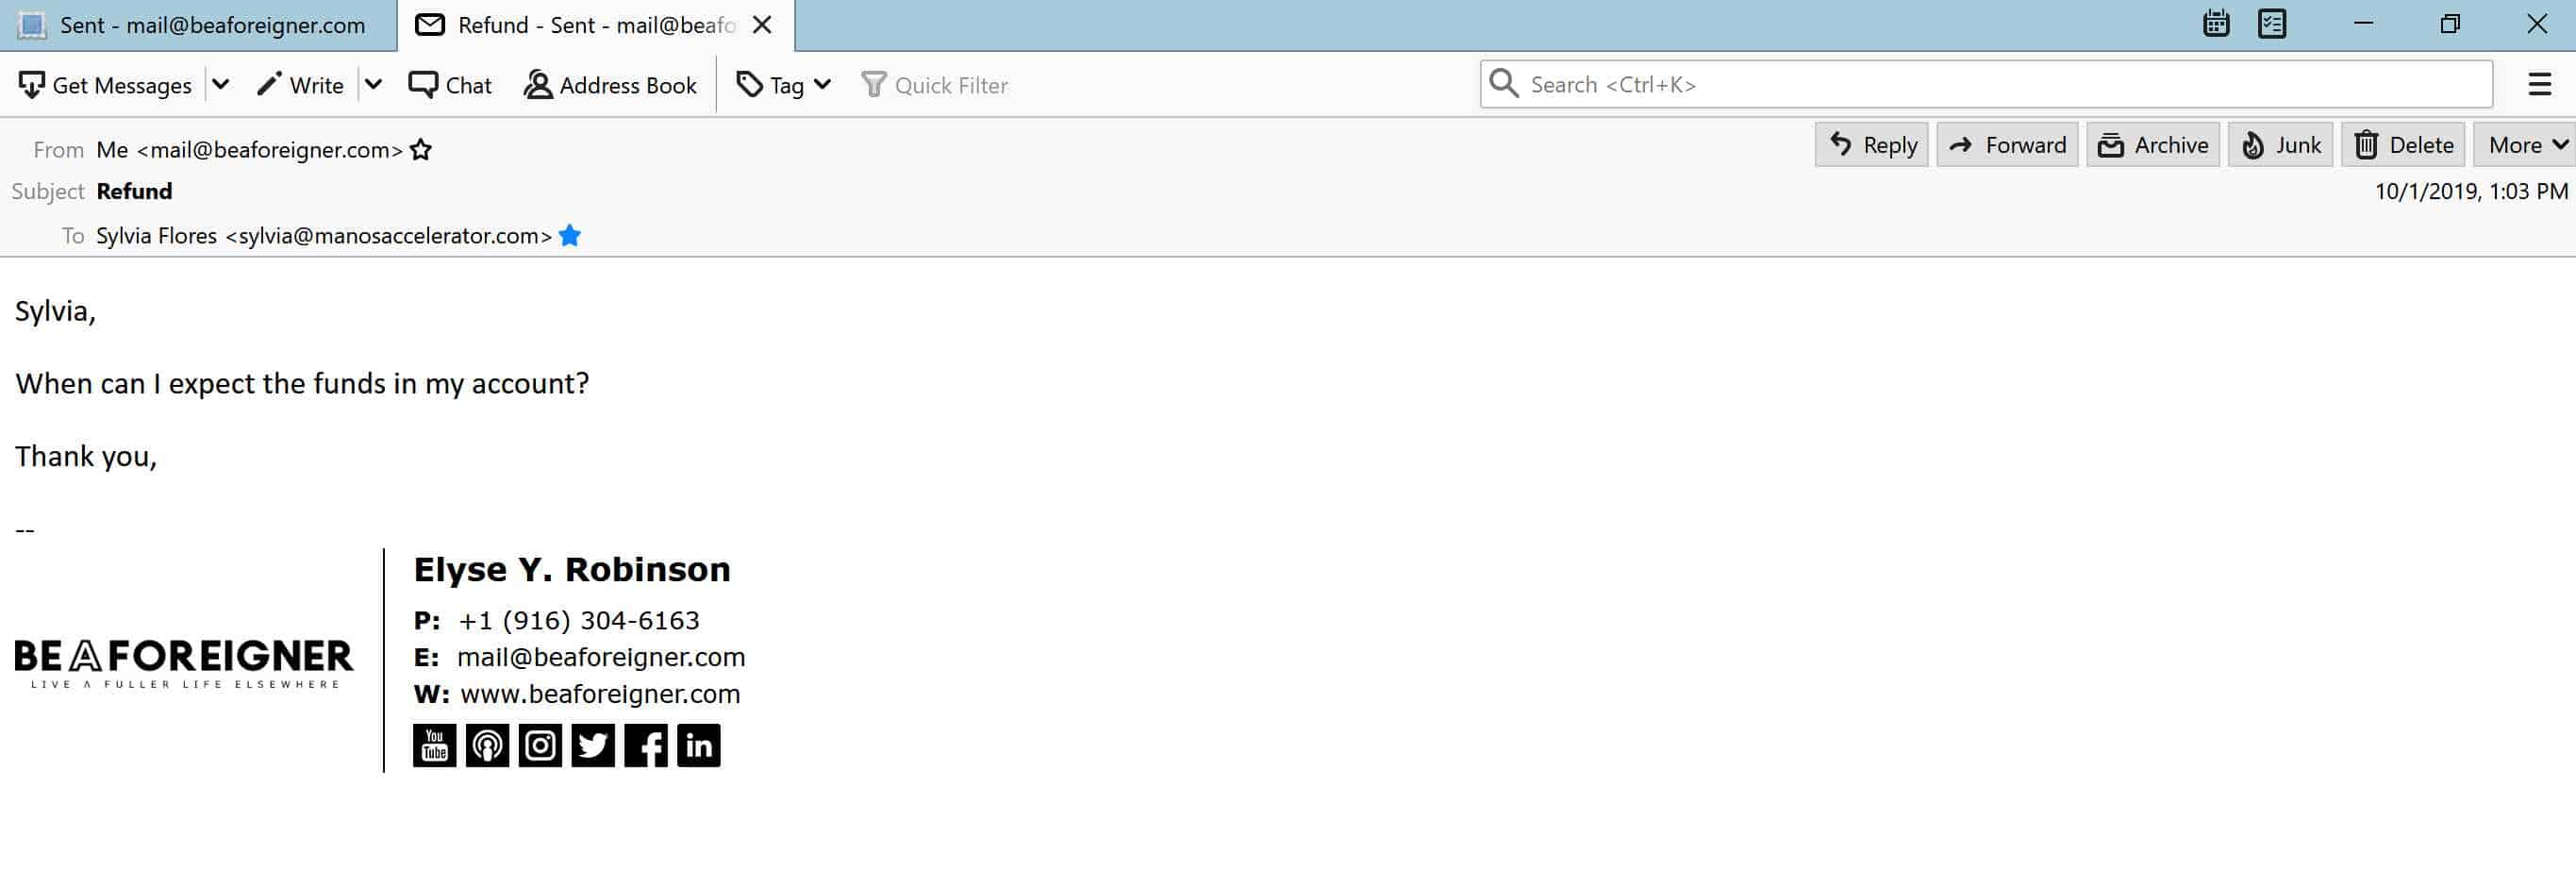 Sent - mail@beaforeigner.com
Refund - Sent - mail@beafo
Get Messages
Write
Chat
Address Book
Tag
Quick Filter
Search <Ctrl+K>
From Me <mail@beaforeigner.com>
Reply
Forward
Archive
Junk
Delete
More
Subject Refund
10/1/2019, 1:03 PM
To Sylvia Flores <sylvia@manosaccelerator.com>
Sylvia,
When can I expect the funds in my account?
Thank you,
--
BE A FOREIGNER
LIVE A FULLER LIFE ELSEWHERE
Elyse Y. Robinson
P: +1 (916) 304-6163
E: mail@beaforeigner.com
W: www.beaforeigner.com
You
Tube
in